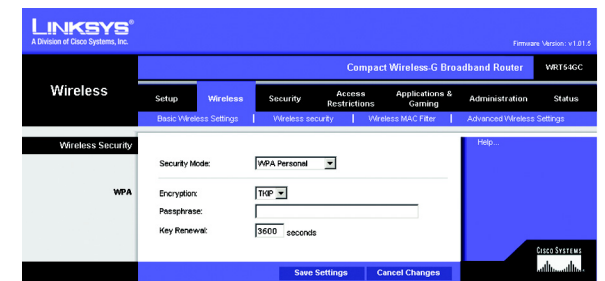 LINKSYS®
A Division of Cisco Systems, Inc.
Firmware Version: v1.01.5
Compact Wireless-G Broadband Router WRT54GC
Wireless
Setup Wireless Security Access Restrictions Applications & Gaming Administration Status
Basic Wireless Settings | Wireless security | Wireless MAC Filter | Advanced Wireless Settings
Wireless Security
Help...
Security Mode: WPA Personal
WPA
Encryption: TKIP
Passphrase:
Key Renewal: 3600 seconds
CISCO SYSTEMS
Save Settings Cancel Changes